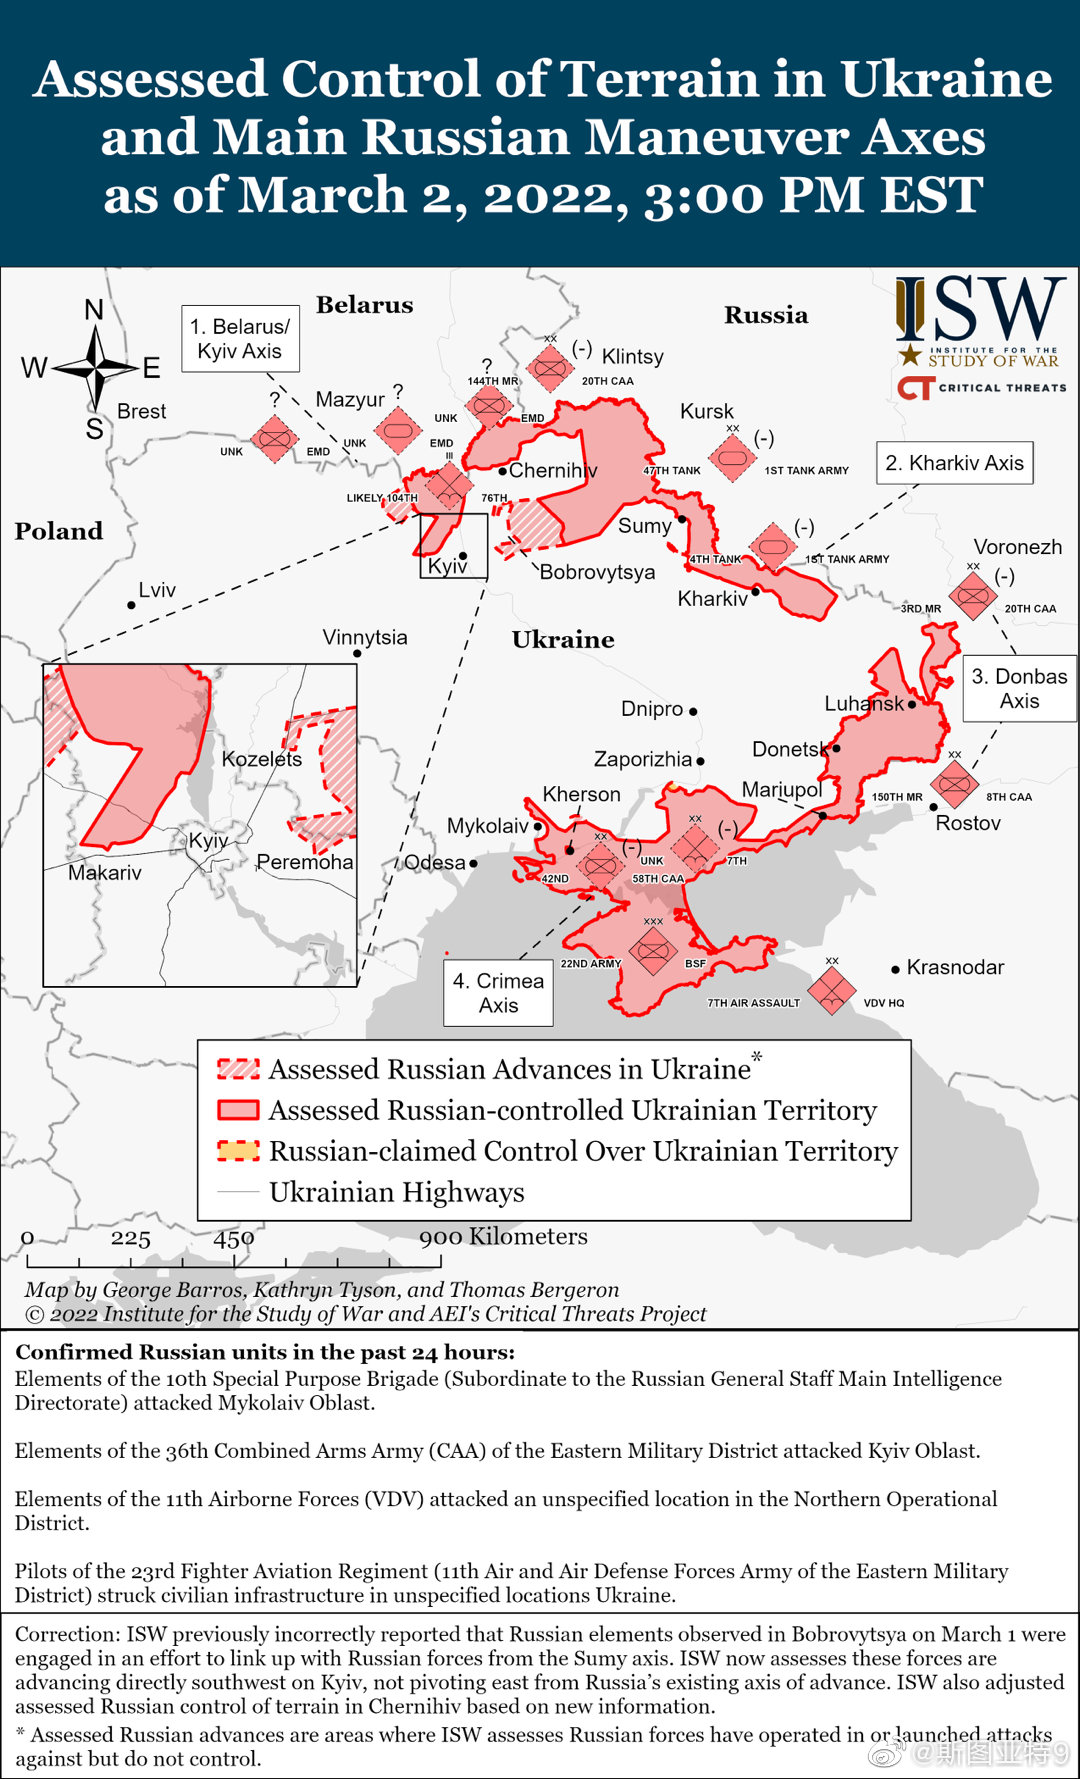 Assessed Control of Terrain in Ukraine
and Main Russian Maneuver Axes
as of March 2, 2022, 3:00 PM EST
N
W
E
S
1. Belarus/
Kyiv Axis
Belarus
Russia
ISW
INSTITUTE FOR THE
STUDY OF WAR
CT CRITICAL THREATS
xx
(-)
Klintsy
?
144TH MR
20TH CAA
Brest
?
Mazyur
?
UNK
EMD
Kursk
xx
(-)
UNK
EMD
UNK
EMD
III
47TH TANK
1ST TANK ARMY
2. Kharkiv Axis
Chernihiv
LIKELY 104TH
76TH
Poland
Sumy
(-)
Voronezh
4TH TANK
1ST TANK ARMY
Kyiv
Bobrovytsya
xx
(-)
Lviv
Kharkiv
3RD MR
20TH CAA
Vinnytsia
Ukraine
3. Donbas
Axis
Dnipro
Luhansk
Kozelets
Zaporizhia
Donetsk
xx
Kherson
Mariupol
150TH MR
8TH CAA
Rostov
Mykolaiv
xx
(-)
xx
(-)
Kyiv
Makariv
Peremoha
Odesa
UNK
7TH
42ND
58TH CAA
xxx
22ND ARMY
BSF
xx
Krasnodar
4. Crimea
Axis
7TH AIR ASSAULT
VDV HQ
Assessed Russian Advances in Ukraine*
Assessed Russian-controlled Ukrainian Territory
Russian-claimed Control Over Ukrainian Territory
Ukrainian Highways
0 225 450 900 Kilometers
Map by George Barros, Kathryn Tyson, and Thomas Bergeron
© 2022 Institute for the Study of War and AEI's Critical Threats Project
Confirmed Russian units in the past 24 hours:
Elements of the 10th Special Purpose Brigade (Subordinate to the Russian General Staff Main Intelligence
Directorate) attacked Mykolaiv Oblast.
Elements of the 36th Combined Arms Army (CAA) of the Eastern Military District attacked Kyiv Oblast.
Elements of the 11th Airborne Forces (VDV) attacked an unspecified location in the Northern Operational
District.
Pilots of the 23rd Fighter Aviation Regiment (11th Air and Air Defense Forces Army of the Eastern Military
District) struck civilian infrastructure in unspecified locations Ukraine.
Correction: ISW previously incorrectly reported that Russian elements observed in Bobrovytsya on March 1 were
engaged in an effort to link up with Russian forces from the Sumy axis. ISW now assesses these forces are
advancing directly southwest on Kyiv, not pivoting east from Russia's existing axis of advance. ISW also adjusted
assessed Russian control of terrain in Chernihiv based on new information.
* Assessed Russian advances are areas where ISW assesses Russian forces have operated in or launched attacks
against but do not control.
@斯图亚特9